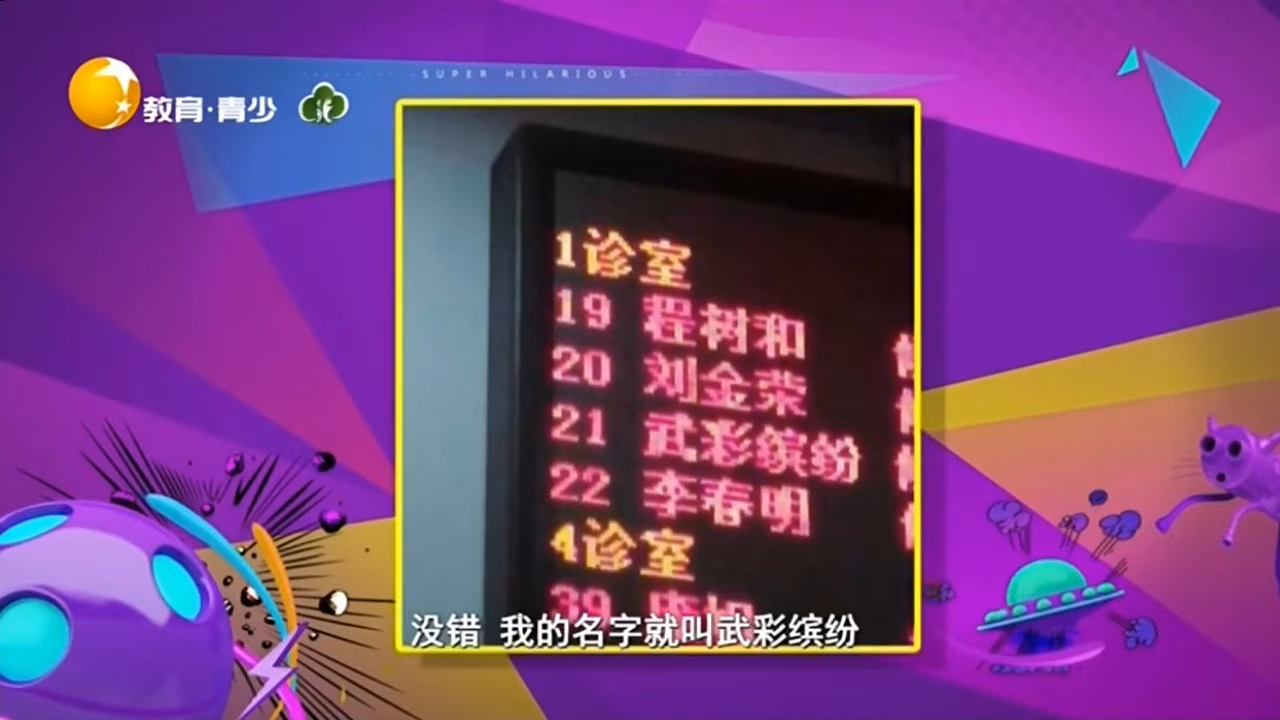 SUPER HILARIOUS
教育·青少
1诊室
19 程树和
20 刘金荣
21 武彩缤纷
22 李春明
4诊室
39
没错 我的名字就叫武彩缤纷